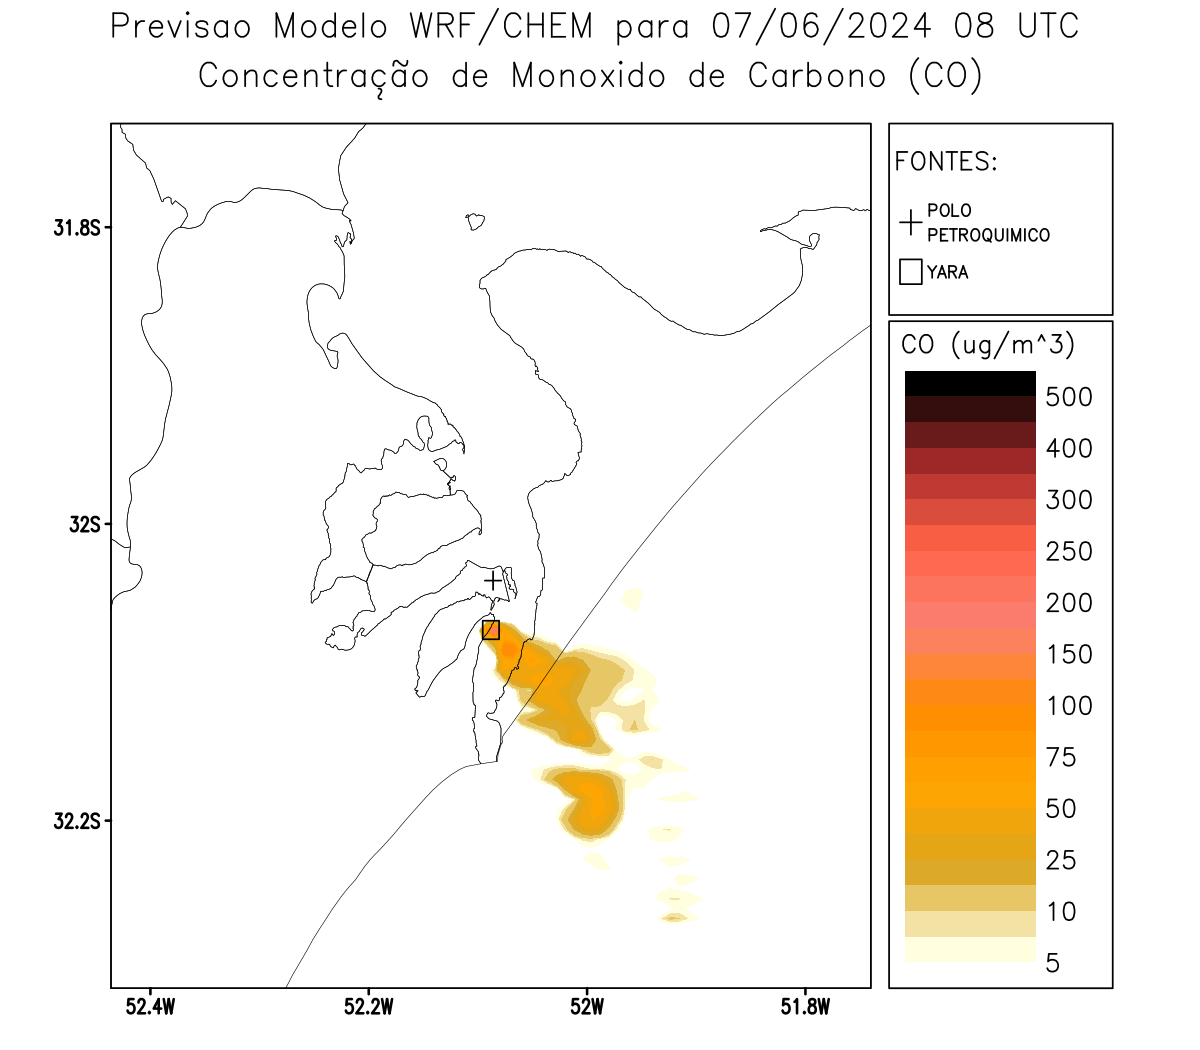 Previsao Modelo WRF/CHEM para 07/06/2024 08 UTC
Concentração de Monoxido de Carbono (CO)
FONTES:
POLO
PETROQUIMICO
YARA
CO (ug/m^3)
500
400
300
250
200
150
100
75
50
25
10
5
31.8S
32S
32.2S
52.4W
52.2W
52W
51.8W